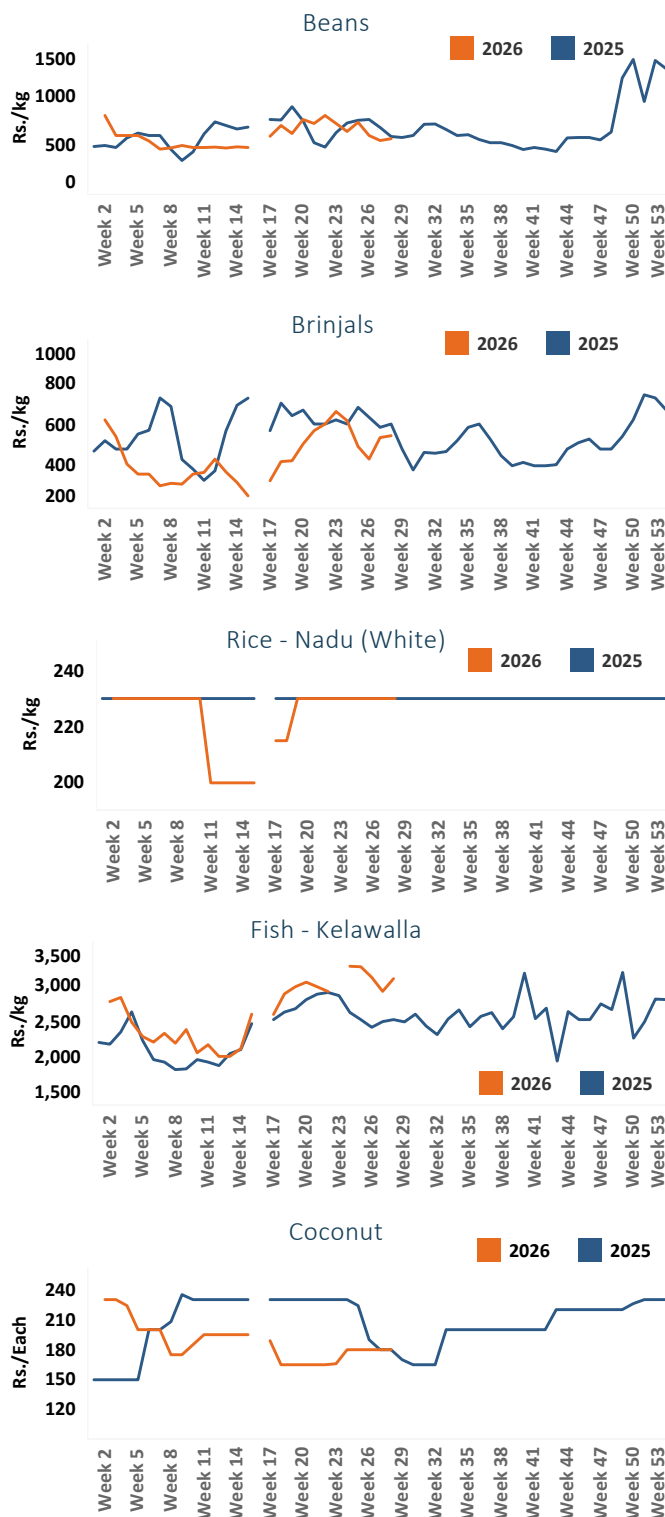 Beans
2026 2025
Rs./kg
1500
1000
500
0
Week 2 Week 5 Week 8 Week 11 Week 14 Week 17 Week 20 Week 23 Week 26 Week 29 Week 32 Week 35 Week 38 Week 41 Week 44 Week 47 Week 50 Week 53
Brinjals
2026 2025
Rs./kg
1000
800
600
400
200
Week 2 Week 5 Week 8 Week 11 Week 14 Week 17 Week 20 Week 23 Week 26 Week 29 Week 32 Week 35 Week 38 Week 41 Week 44 Week 47 Week 50 Week 53
Rice - Nadu (White)
2026 2025
Rs./kg
240
220
200
Week 2 Week 5 Week 8 Week 11 Week 14 Week 17 Week 20 Week 23 Week 26 Week 29 Week 32 Week 35 Week 38 Week 41 Week 44 Week 47 Week 50 Week 53
Fish - Kelawalla
Rs./kg
3,500
3,000
2,500
2,000
1,500
2026 2025
Week 2 Week 5 Week 8 Week 11 Week 14 Week 17 Week 20 Week 23 Week 26 Week 29 Week 32 Week 35 Week 38 Week 41 Week 44 Week 47 Week 50 Week 53
Coconut
2026 2025
Rs./Each
240
210
180
150
120
Week 2 Week 5 Week 8 Week 11 Week 14 Week 17 Week 20 Week 23 Week 26 Week 29 Week 32 Week 35 Week 38 Week 41 Week 44 Week 47 Week 50 Week 53